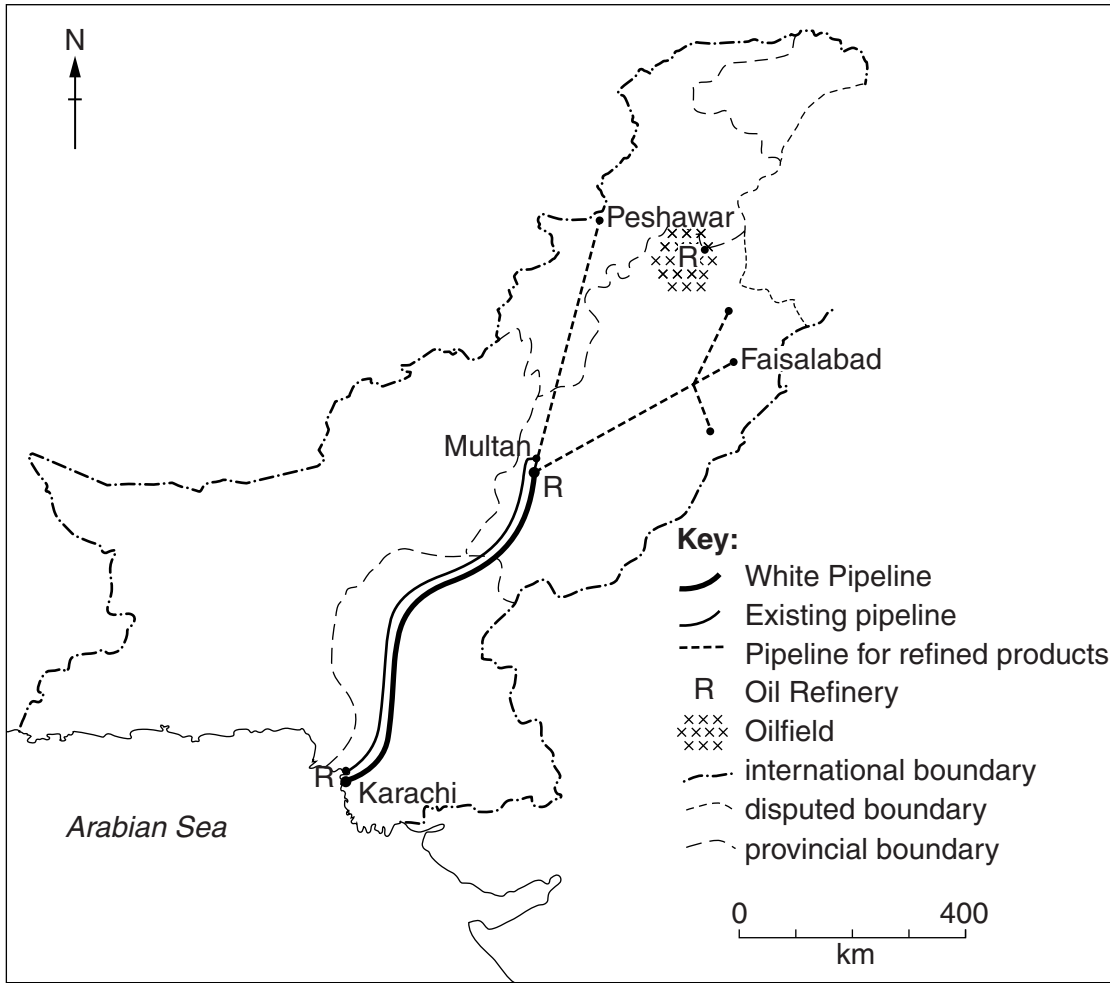 N
Peshawar
R
Faisalabad
Multan
R
Key:
White Pipeline
Existing pipeline
Pipeline for refined products
R Oil Refinery
Oilfield
international boundary
disputed boundary
provincial boundary
R
Karachi
Arabian Sea
0 400
km